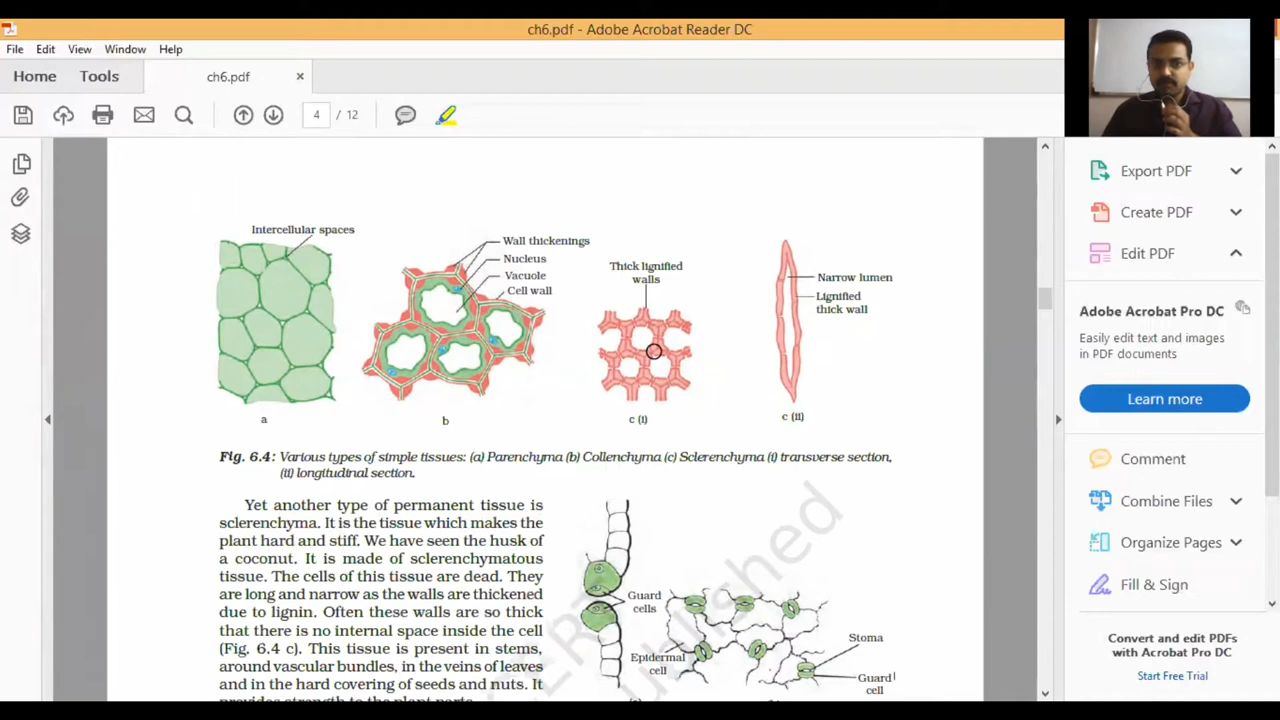 ch6.pdf - Adobe Acrobat Reader DC
File Edit View Window Help
Home Tools ch6.pdf ×
4 / 12
Intercellular spaces
Wall thickenings
Nucleus
Vacuole
Cell wall
Thick lignified
walls
Narrow lumen
Lignified
thick wall
a
b
c (i)
c (ii)
Fig. 6.4: Various types of simple tissues: (a) Parenchyma (b) Collenchyma (c) Sclerenchyma (i) transverse section,
(ii) longitudinal section.
Yet another type of permanent tissue is
sclerenchyma. It is the tissue which makes the
plant hard and stiff. We have seen the husk of
a coconut. It is made of sclerenchymatous
tissue. The cells of this tissue are dead. They
are long and narrow as the walls are thickened
due to lignin. Often these walls are so thick
that there is no internal space inside the cell
(Fig. 6.4 c). This tissue is present in stems,
around vascular bundles, in the veins of leaves
and in the hard covering of seeds and nuts. It
provides strength to the plant parts.
Guard
cells
Epidermal
cell
Stoma
Guard
cell
Export PDF
Create PDF
Edit PDF
Adobe Acrobat Pro DC
Easily edit text and
images in PDF documents
Learn more
Comment
Combine Files
Organize Pages
Fill & Sign
Convert and edit PDFs
with Acrobat Pro DC
Start Free Trial